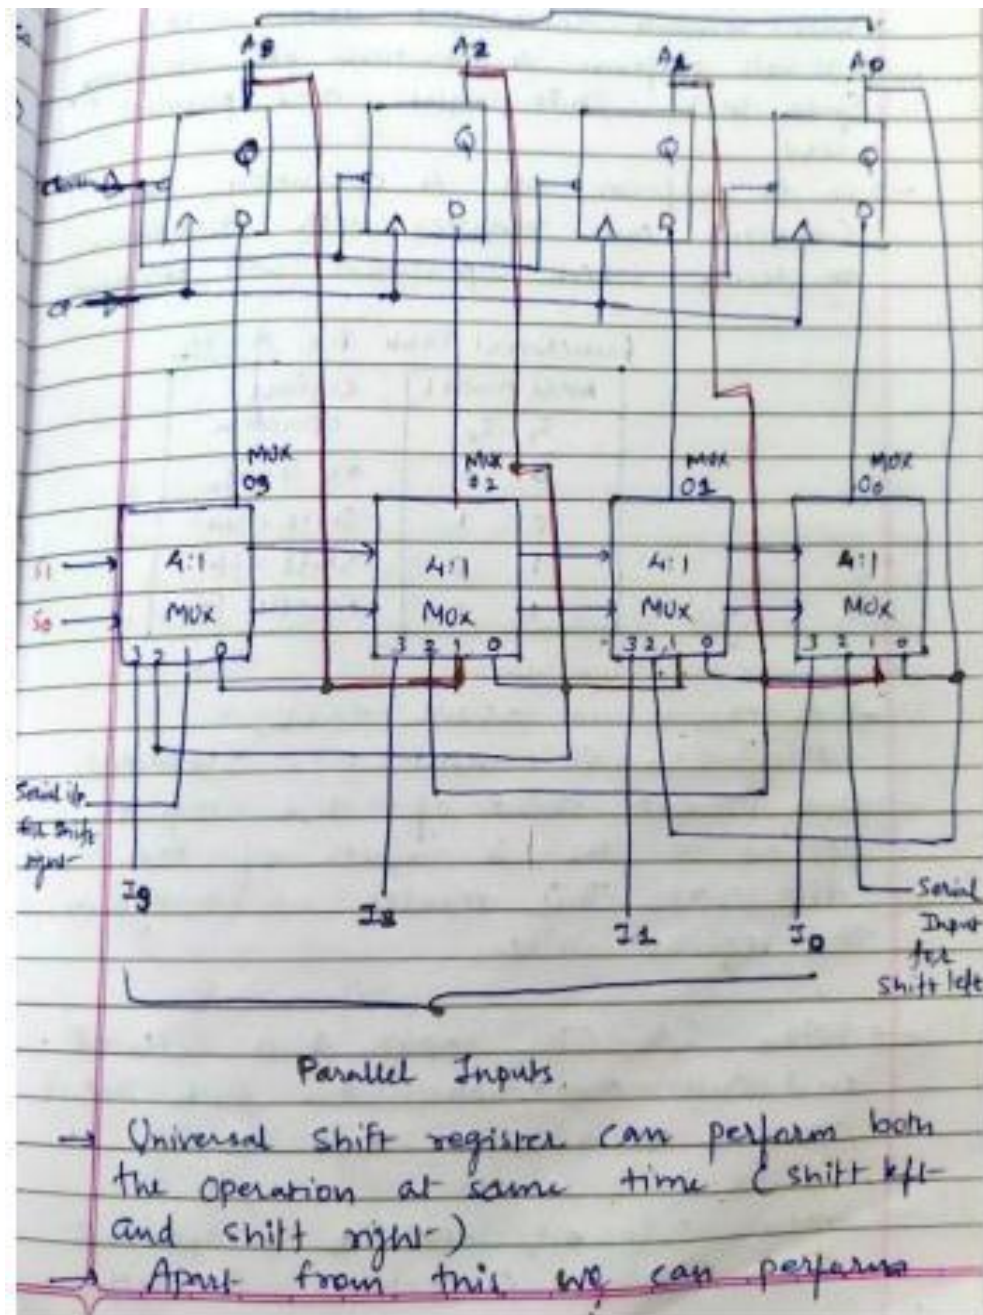 A3 A2 A1 A0
Q Q Q Q
D D D D
CP
MUX MUX MUX MUX
03 02 01 00
S1
4:1 4:1 4:1 4:1
S0
MUX MUX MUX MUX
3 2 1 0 3 2 1 0 3 2 1 0 3 2 1 0
Serial i/p
for shift
right
I3 I2 I1 I0
Serial
Input
for
shift left
Parallel Inputs.
→ Universal shift register can perform both
the operation at same time (shift left
and shift right)
→ Apart from this we can perform